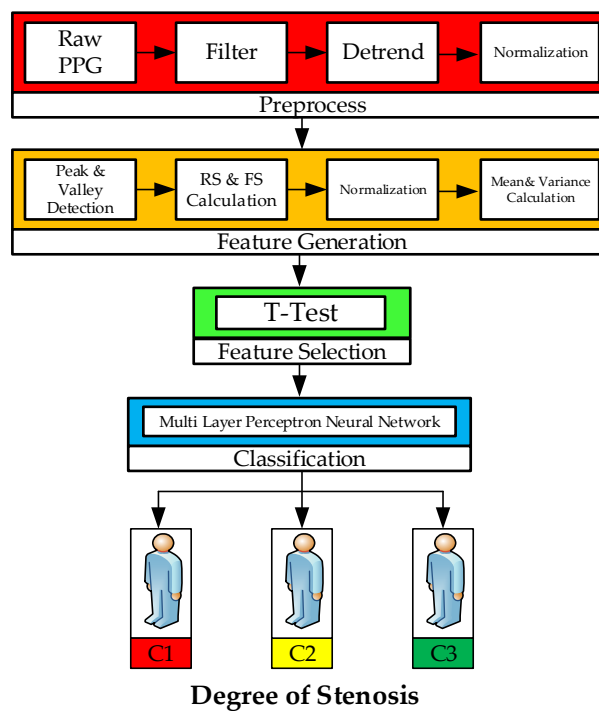 Raw
PPG
Filter
Detrend
Normalization
Preprocess
Peak &
Valley
Detection
RS & FS
Calculation
Normalization
Mean& Variance
Calculation
Feature Generation
T-Test
Feature Selection
Multi Layer Perceptron Neural Network
Classification
C1
C2
C3
Degree of Stenosis